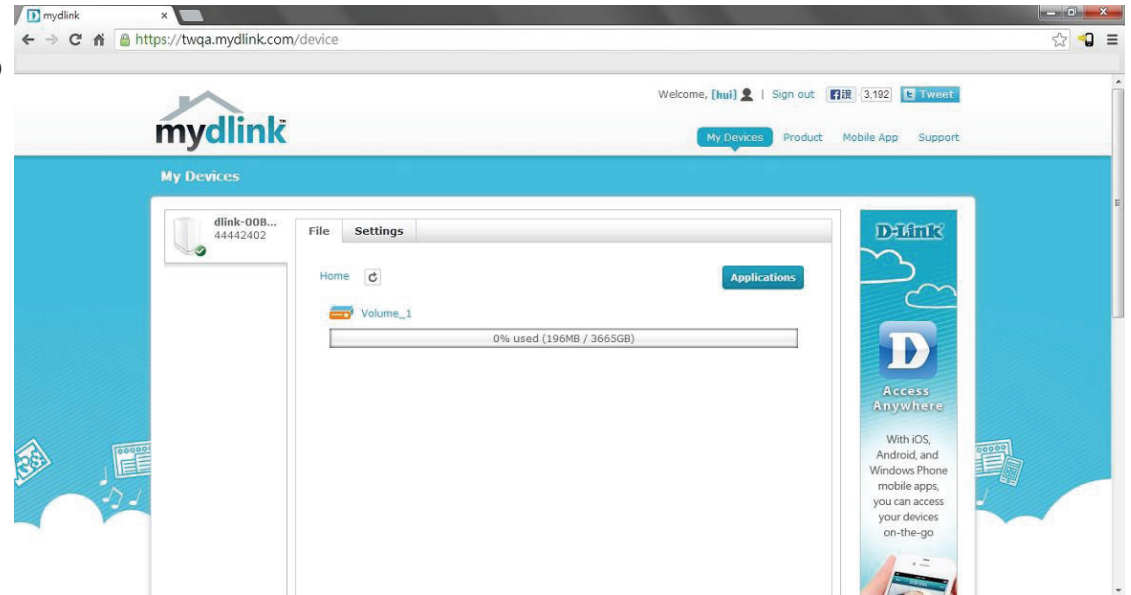 mydlink
https://twqa.mydlink.com/device
Welcome, [hui] | Sign out 3,192 Tweet
mydlink
My Devices Product Mobile App Support
My Devices
dlink-00B...
44442402
File Settings
Home Applications
Volume_1
0% used (196MB / 3665GB)
D-Link
D
Access
Anywhere
With iOS,
Android, and
Windows Phone
mobile apps,
you can access
your devices
on-the-go